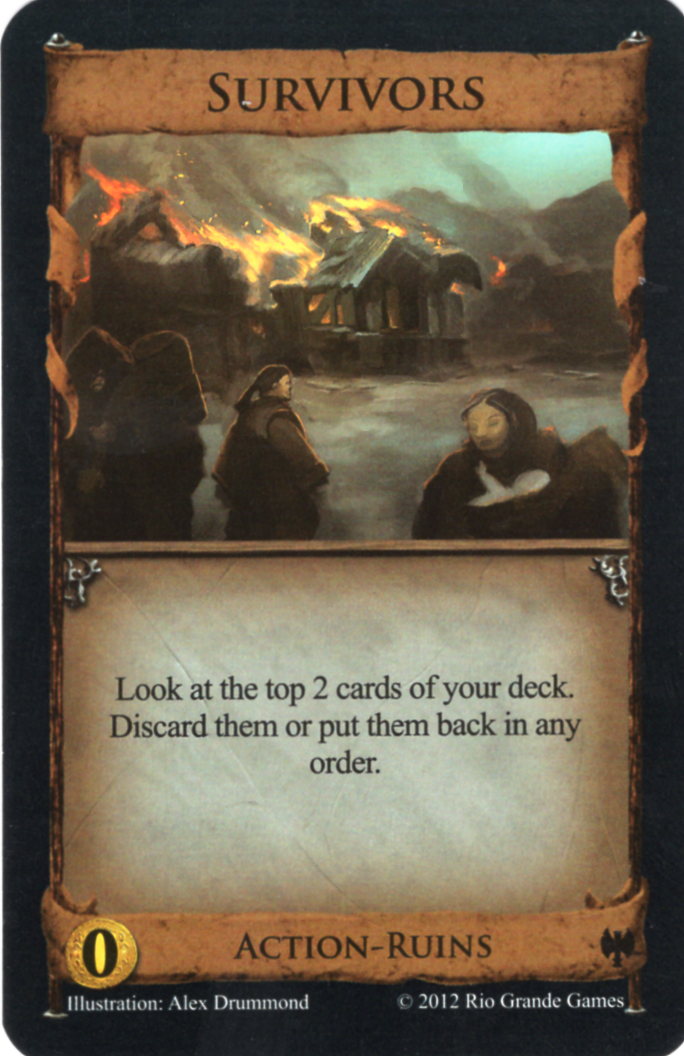 SURVIVORS
Look at the top 2 cards of your deck.
Discard them or put them back in any
order.
0
ACTION-RUINS
Illustration: Alex Drummond
© 2012 Rio Grande Games